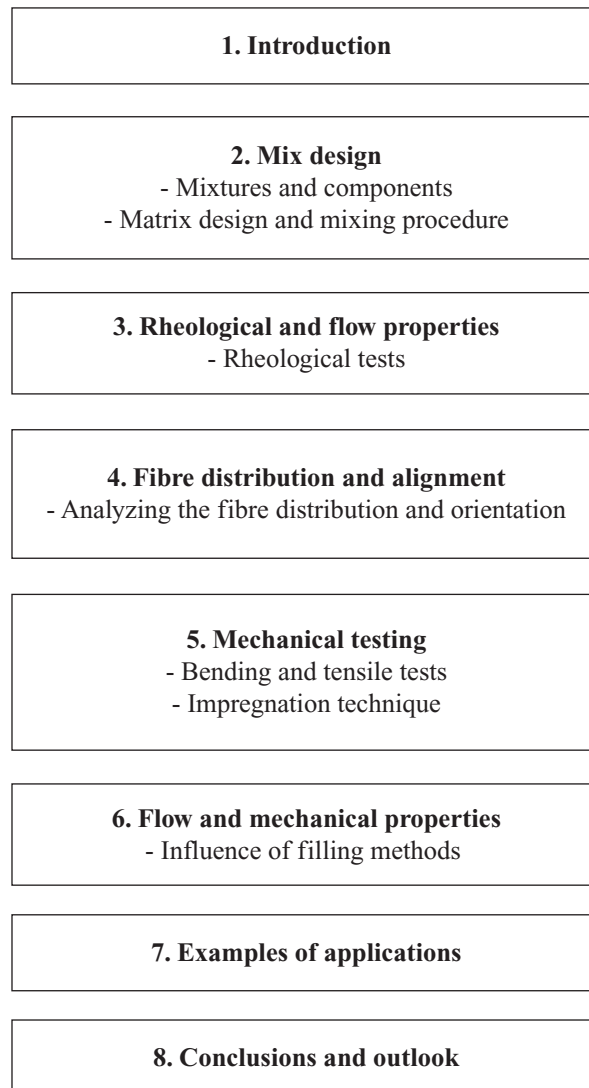 1. Introduction
2. Mix design
- Mixtures and components
- Matrix design and mixing procedure
3. Rheological and flow properties
- Rheological tests
4. Fibre distribution and alignment
- Analyzing the fibre distribution and orientation
5. Mechanical testing
- Bending and tensile tests
- Impregnation technique
6. Flow and mechanical properties
- Influence of filling methods
7. Examples of applications
8. Conclusions and outlook